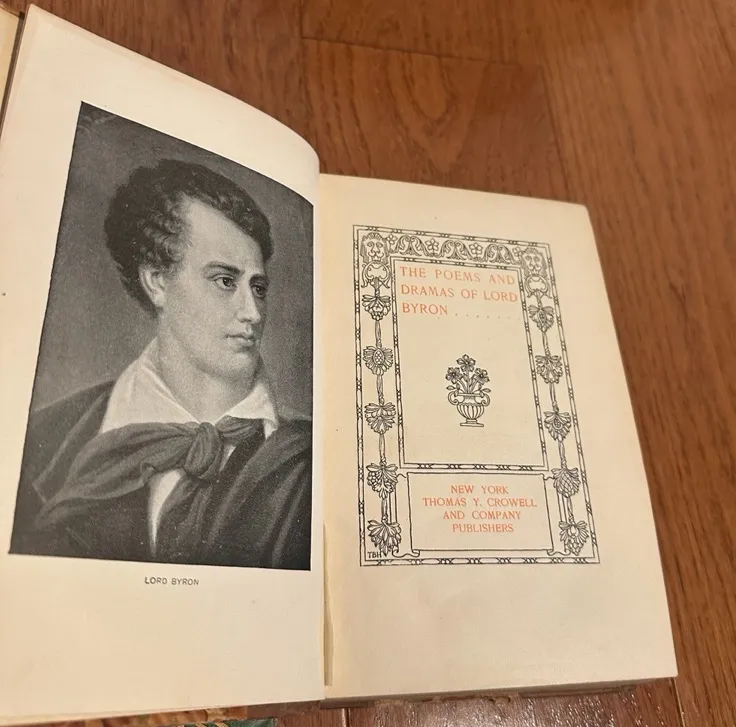 LORD BYRON
THE POEMS AND
DRAMAS OF LORD
BYRON . . . . . .
NEW YORK
THOMAS Y. CROWELL
AND COMPANY
PUBLISHERS
TBH